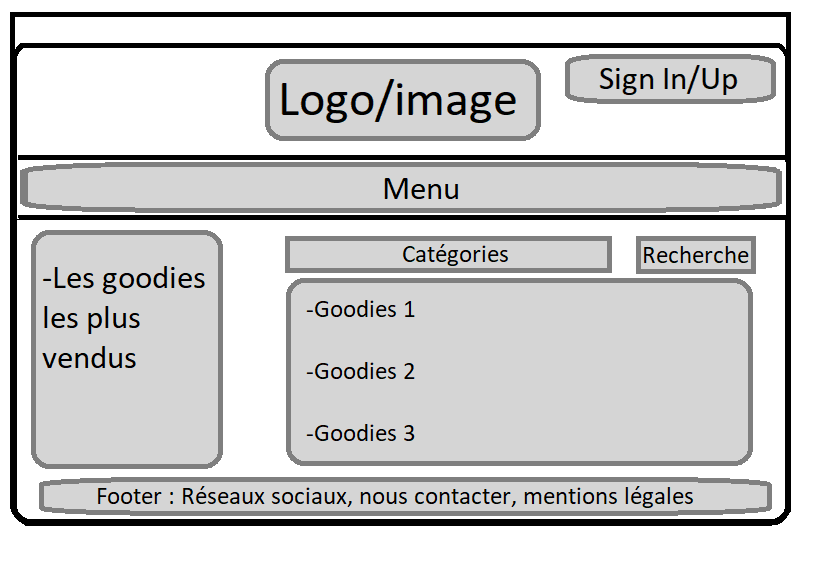 Logo/image
Sign In/Up
Menu
-Les goodies
les plus
vendus
Catégories
Recherche
-Goodies 1
-Goodies 2
-Goodies 3
Footer : Réseaux sociaux, nous contacter, mentions légales